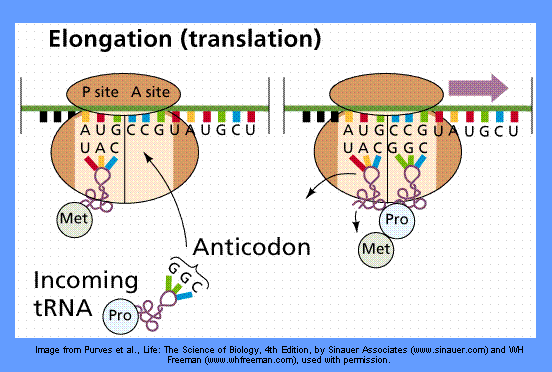 Elongation (translation)
P site A site
A U G C C G U A U G C U
U A C
Met
A U G C C G U A U G C U
U A C G G C
Pro
Met
Anticodon
G G C
Incoming
tRNA
Pro
Image from Purves et al., Life: The Science of Biology, 4th Edition, by Sinauer Associates (www.sinauer.com) and WH
Freeman (www.whfreeman.com), used with permission.